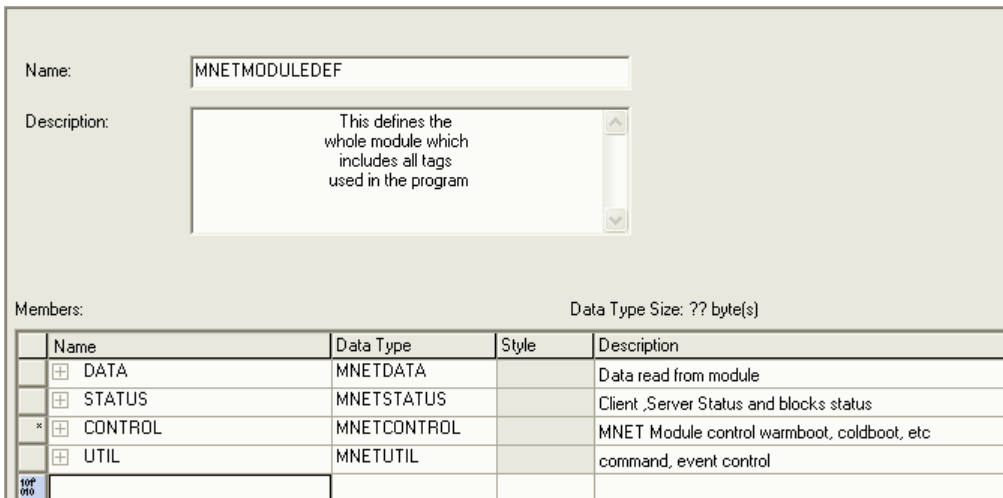 Name: MNETMODULEDEF
Description: This defines the
whole module which
includes all tags
used in the program
Members: Data Type Size: ?? byte(s)
Name Data Type Style Description
DATA MNETDATA Data read from module
STATUS MNETSTATUS Client ,Server Status and blocks status
* CONTROL MNETCONTROL MNET Module control warmboot, coldboot, etc
UTIL MNETUTIL command, event control